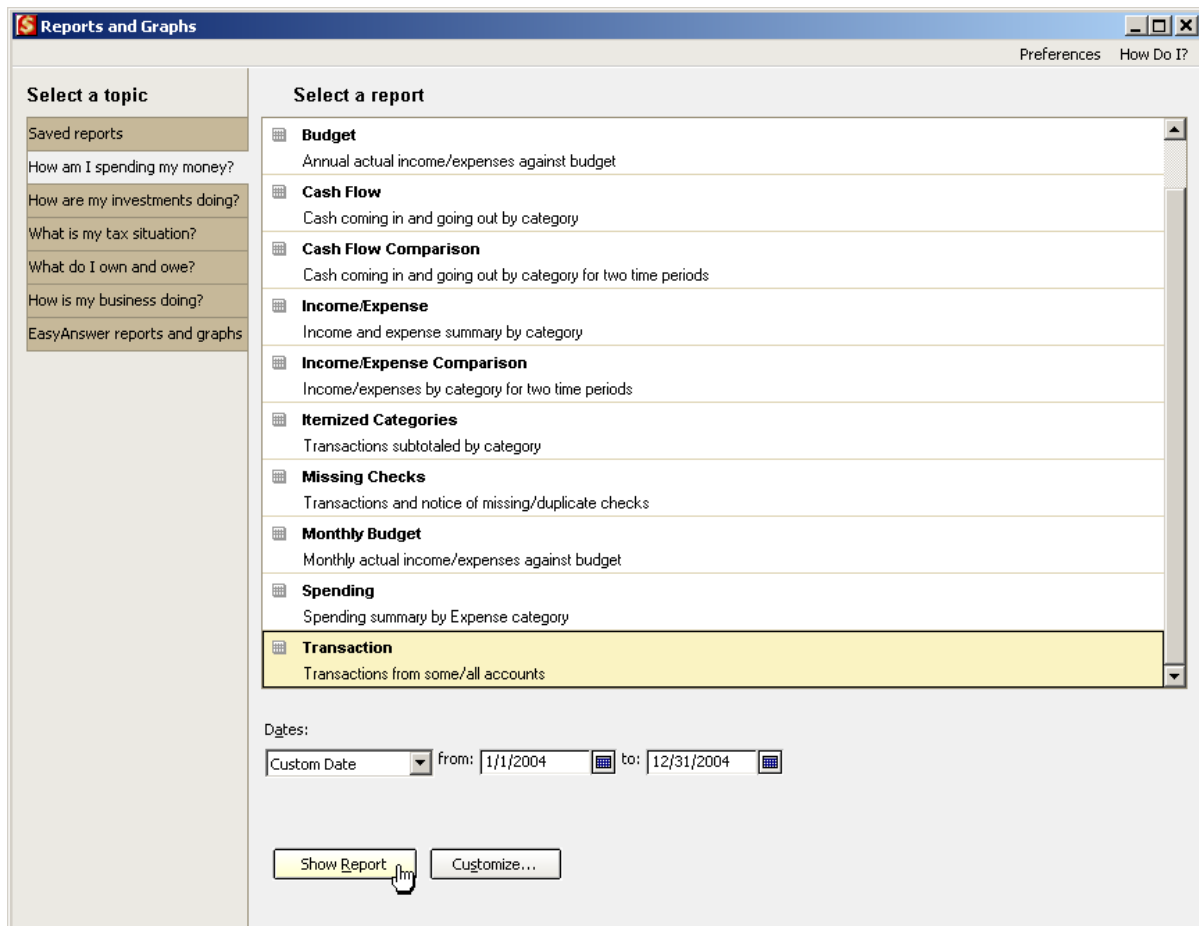 Reports and Graphs
Preferences How Do I?
Select a topic
Saved reports
How am I spending my money?
How are my investments doing?
What is my tax situation?
What do I own and owe?
How is my business doing?
EasyAnswer reports and graphs
Select a report
Budget
Annual actual income/expenses against budget
Cash Flow
Cash coming in and going out by category
Cash Flow Comparison
Cash coming in and going out by category for two time periods
Income/Expense
Income and expense summary by category
Income/Expense Comparison
Income/expenses by category for two time periods
Itemized Categories
Transactions subtotaled by category
Missing Checks
Transactions and notice of missing/duplicate checks
Monthly Budget
Monthly actual income/expenses against budget
Spending
Spending summary by Expense category
Transaction
Transactions from some/all accounts
Dates:
Custom Date from: 1/1/2004 to: 12/31/2004
Show Report Customize...